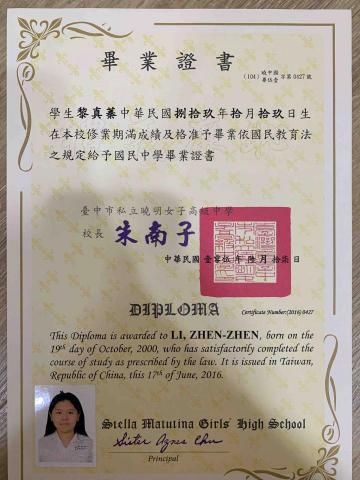 畢業證書
(104) 曉中國畢伍壹 字第0427號
學生黎真蓁中華民國捌拾玖年拾月拾玖日生
在本校修業期滿成績及格准予畢業依國民教育法
之規定給予國民中學畢業證書
臺中市私立曉明女子高級中學
校長 朱南子
中華民國 壹零伍 年 陸 月 拾柒 日
DIPLOMA
Certificate Number:(2016) 0427
This Diploma is awarded to LI, ZHEN-ZHEN, born on the
19th day of October, 2000, who has satisfactorily completed the
course of study as prescribed by the law. It is issued in Taiwan,
Republic of China, this 17th of June, 2016.
Stella Matutina Girls' High School
Sister Agnes Chu
Principal